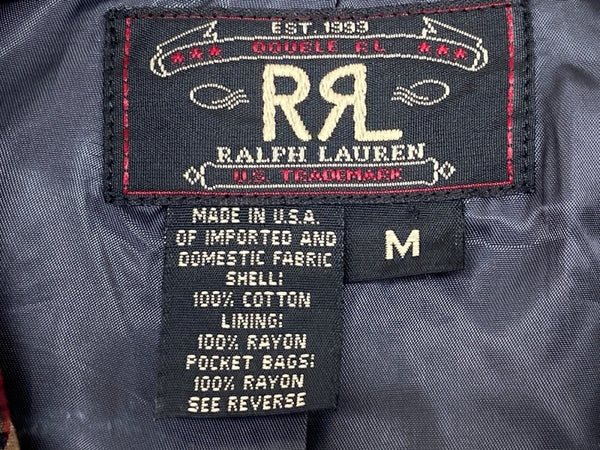 EST. 1993
DOUBLE RL
RRL
RALPH LAUREN
U.S. TRADEMARK
M
MADE IN U.S.A.
OF IMPORTED AND
DOMESTIC FABRIC
SHELL:
100% COTTON
LINING:
100% RAYON
POCKET BAGS:
100% RAYON
SEE REVERSE